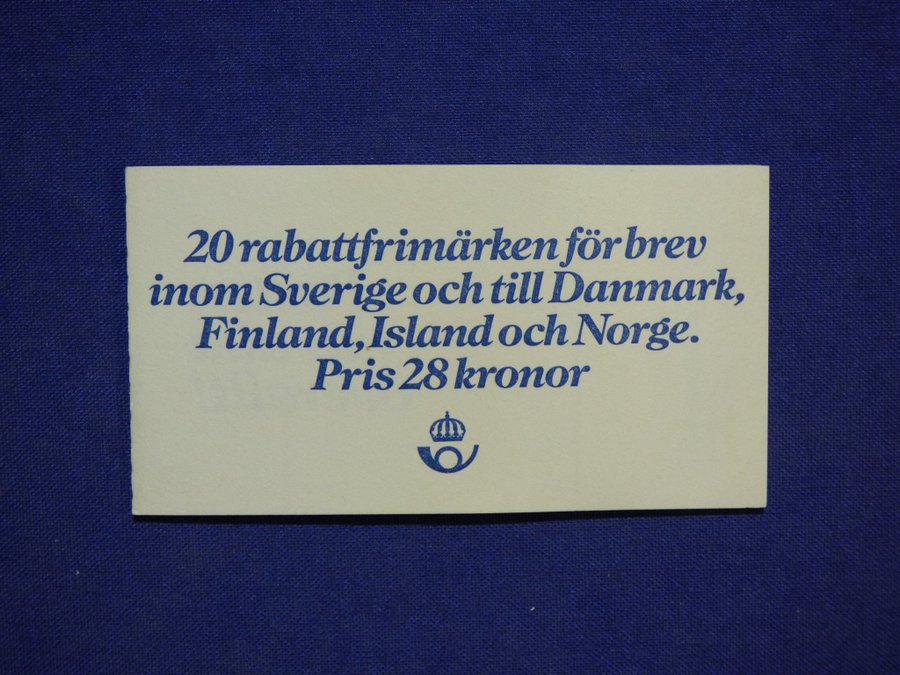 20 rabattfrimärken för brev
inom Sverige och till Danmark,
Finland, Island och Norge.
Pris 28 kronor